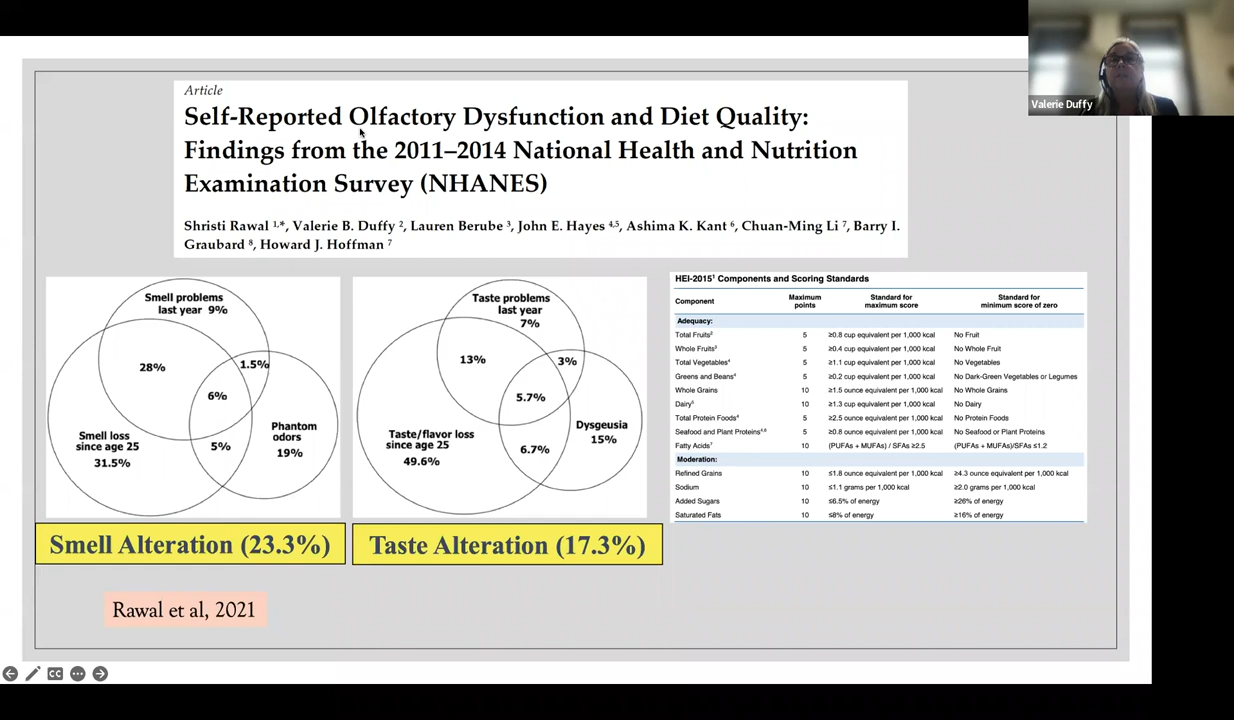 Article
Self-Reported Olfactory Dysfunction and Diet Quality:
Findings from the 2011–2014 National Health and Nutrition
Examination Survey (NHANES)
Shristi Rawal 1,*, Valerie B. Duffy 2, Lauren Berube 3, John E. Hayes 4,5, Ashima K. Kant 6, Chuan-Ming Li 7, Barry I.
Graubard 8, Howard J. Hoffman 7
Valerie Duffy
Smell problems
last year 9%
28%
1.5%
6%
Smell loss
since age 25
31.5%
5%
Phantom
odors
19%
Smell Alteration (23.3%)
Taste problems
last year
7%
13%
3%
5.7%
Taste/flavor loss
since age 25
49.6%
6.7%
Dysgeusia
15%
Taste Alteration (17.3%)
HEI-2015¹ Components and Scoring Standards
Component Maximum points Standard for maximum score Standard for minimum score of zero
Adequacy:
Total Fruits² 5 ≥0.8 cup equivalent per 1,000 kcal No Fruit
Whole Fruits³ 5 ≥0.4 cup equivalent per 1,000 kcal No Whole Fruit
Total Vegetables⁴ 5 ≥1.1 cup equivalent per 1,000 kcal No Vegetables
Greens and Beans⁴ 5 ≥0.2 cup equivalent per 1,000 kcal No Dark-Green Vegetables or Legumes
Whole Grains 10 ≥1.5 ounce equivalent per 1,000 kcal No Whole Grains
Dairy⁵ 10 ≥1.3 cup equivalent per 1,000 kcal No Dairy
Total Protein Foods⁴ 5 ≥2.5 ounce equivalent per 1,000 kcal No Protein Foods
Seafood and Plant Proteins⁴,⁶ 5 ≥0.8 ounce equivalent per 1,000 kcal No Seafood or Plant Proteins
Fatty Acids⁷ 10 (PUFAs + MUFAs) / SFAs ≥2.5 (PUFAs + MUFAs)/SFAs ≤1.2
Moderation:
Refined Grains 10 ≤1.8 ounce equivalent per 1,000 kcal ≥4.3 ounce equivalent per 1,000 kcal
Sodium 10 ≤1.1 grams per 1,000 kcal ≥2.0 grams per 1,000 kcal
Added Sugars 10 ≤6.5% of energy ≥26% of energy
Saturated Fats 10 ≤8% of energy ≥16% of energy
Rawal et al, 2021
CC